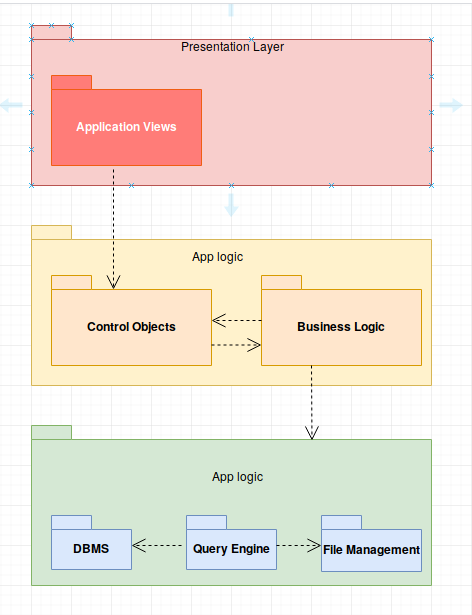 Presentation Layer
Application Views
App logic
Control Objects
Business Logic
App logic
DBMS
Query Engine
File Management